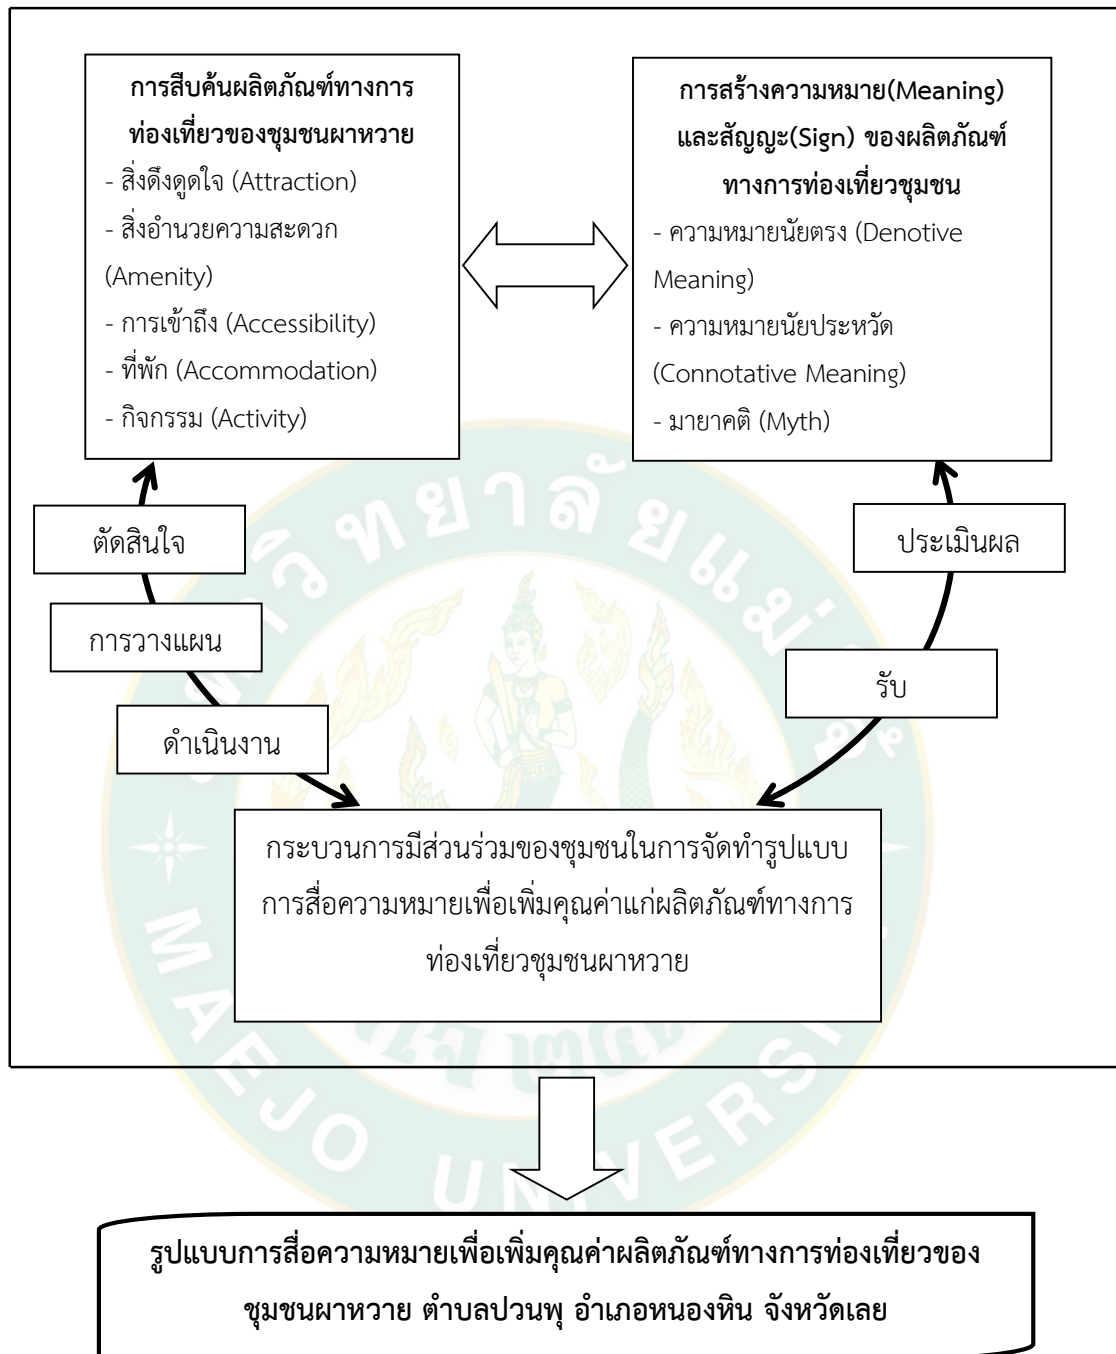 การสืบค้นผลิตภัณฑ์ทางการ
ท่องเที่ยวของชุมชนผาหวาย
- สิ่งดึงดูดใจ (Attraction)
- สิ่งอำนวยความสะดวก
(Amenity)
- การเข้าถึง (Accessibility)
- ที่พัก (Accommodation)
- กิจกรรม (Activity)
การสร้างความหมาย(Meaning)
และสัญญะ(Sign) ของผลิตภัณฑ์
ทางการท่องเที่ยวชุมชน
- ความหมายนัยตรง (Denotive
Meaning)
- ความหมายนัยประหวัด
(Connotative Meaning)
- มายาคติ (Myth)
ตัดสินใจ
การวางแผน
ดำเนินงาน
ประเมินผล
รับ
กระบวนการมีส่วนร่วมของชุมชนในการจัดทำรูปแบบ
การสื่อความหมายเพื่อเพิ่มคุณค่าแก่ผลิตภัณฑ์ทางการ
ท่องเที่ยวชุมชนผาหวาย
MAEJO UNIVERSI
รูปแบบการสื่อความหมายเพื่อเพิ่มคุณค่าผลิตภัณฑ์ทางการท่องเที่ยวของ
ชุมชนผาหวาย ตำบลปวนพุ อำเภอหนองหิน จังหวัดเลย